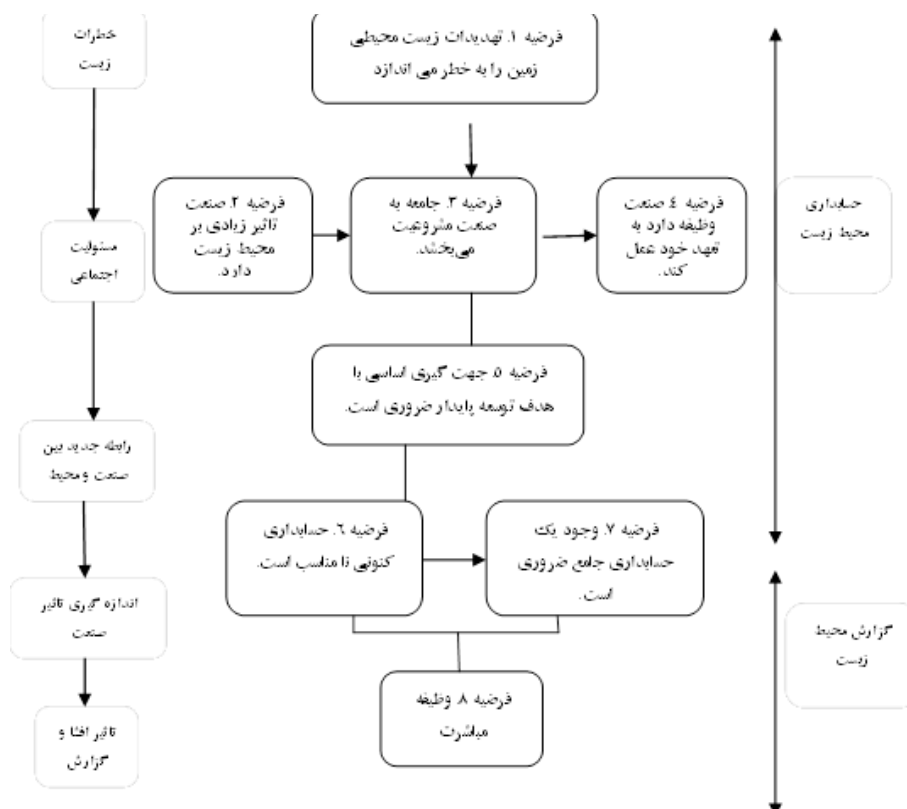 خطرات
زیست
فرضیه ۱. تهدیدات زیست محیطی
زمین را به خطر می اندازد
فرضیه ۲. صنعت
تاثیر زیادی بر
محیط زیست
دارد.
فرضیه ۳. جامعه به
صنعت مشروعیت
می‌بخشد.
فرضیه ٤. صنعت
وظیفه دارد به
تعهد خود عمل
کند.
حسابداری
محیط زیست
مسئولیت
اجتماعی
فرضیه ٥. جهت گیری اساسی با
هدف توسعه پایدار ضروری است.
رابطه جدید بین
صنعت و محیط
فرضیه ٦. حسابداری
کنونی نا مناسب است.
فرضیه ۷. وجود یک
حسابداری جامع ضروری
است.
اندازه گیری تاثیر
صنعت
گزارش محیط
زیست
فرضیه ۸. وظیفه
مباشرت
تاثیر افشا و
گزارش